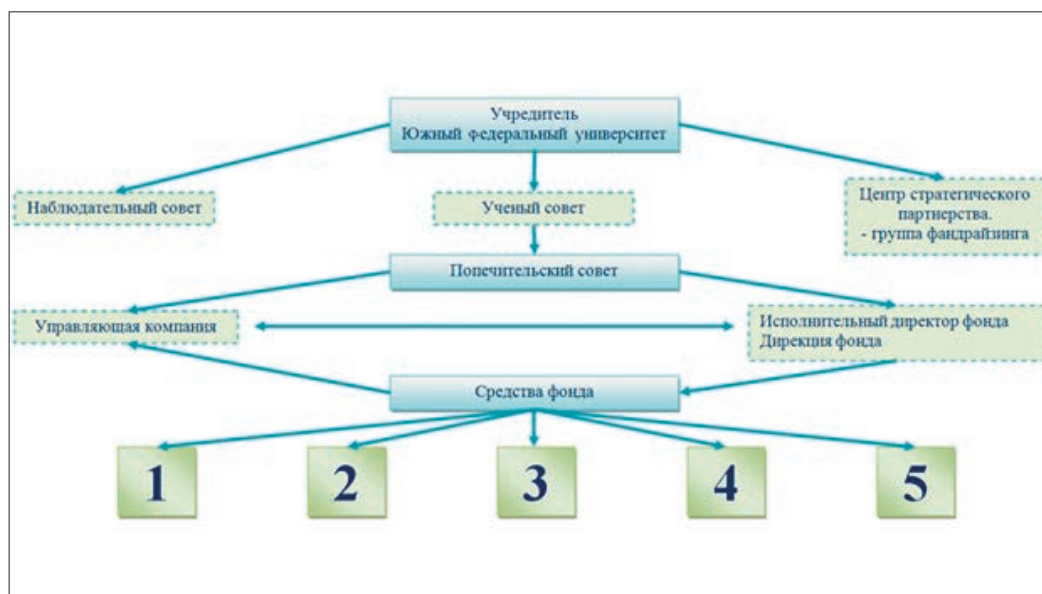 Учредитель
Южный федеральный университет
Наблюдательный совет
Ученый совет
Центр стратегического
партнерства.
- группа фандрайзинга
Попечительский совет
Управляющая компания
Исполнительный директор фонда
Дирекция фонда
Средства фонда
1
2
3
4
5